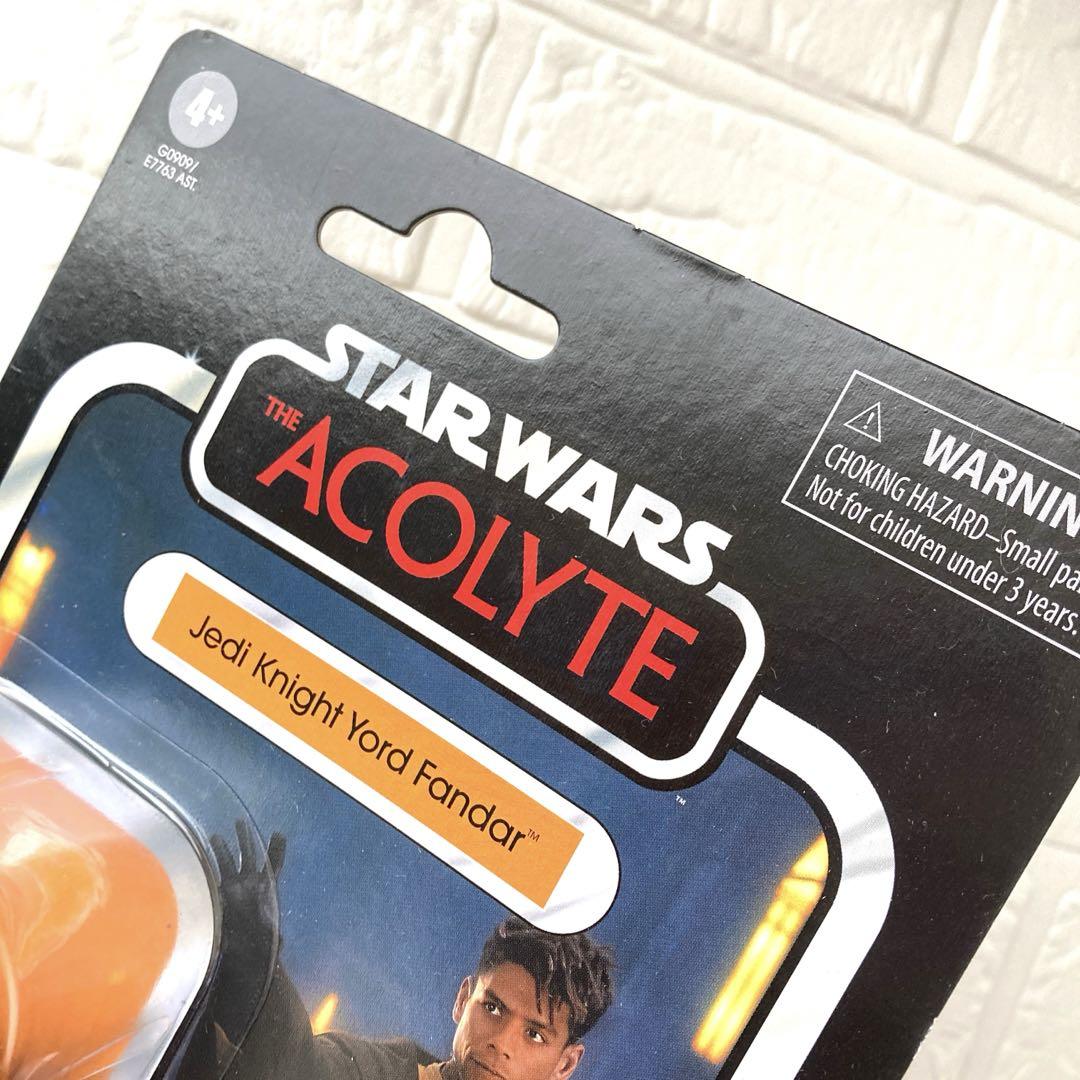 4+
G0909/
E7763 AST.
STAR WARS
THE
ACOLYTE
™
Jedi Knight Yord Fandar™
WARNIN
CHOKING HAZARD–Small pa
Not for children under 3 years.